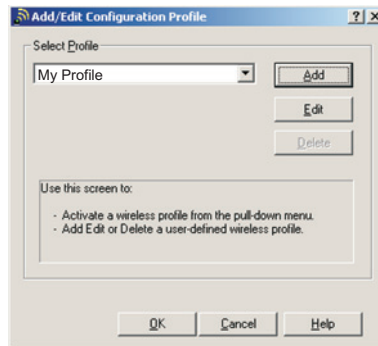 Add/Edit Configuration Profile
Select Profile
My Profile
Add
Edit
Delete
Use this screen to:
- Activate a wireless profile from the pull-down menu.
- Add Edit or Delete a user-defined wireless profile.
OK
Cancel
Help